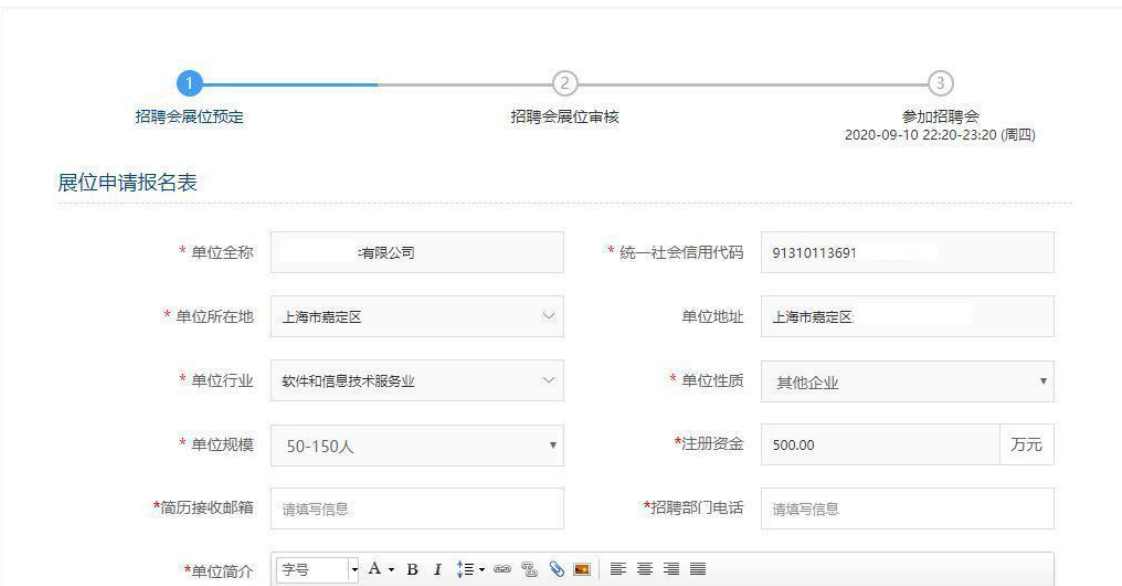 1 2 3
招聘会展位预定 招聘会展位审核 参加招聘会
2020-09-10 22:20-23:20 (周四)
展位申请报名表
* 单位全称 有限公司 * 统一社会信用代码 91310113691
* 单位所在地 上海市嘉定区 单位地址 上海市嘉定区
* 单位行业 软件和信息技术服务业 * 单位性质 其他企业
* 单位规模 50-150人 *注册资金 500.00 万元
*简历接收邮箱 请填写信息 *招聘部门电话 请填写信息
*单位简介 字号 A B I